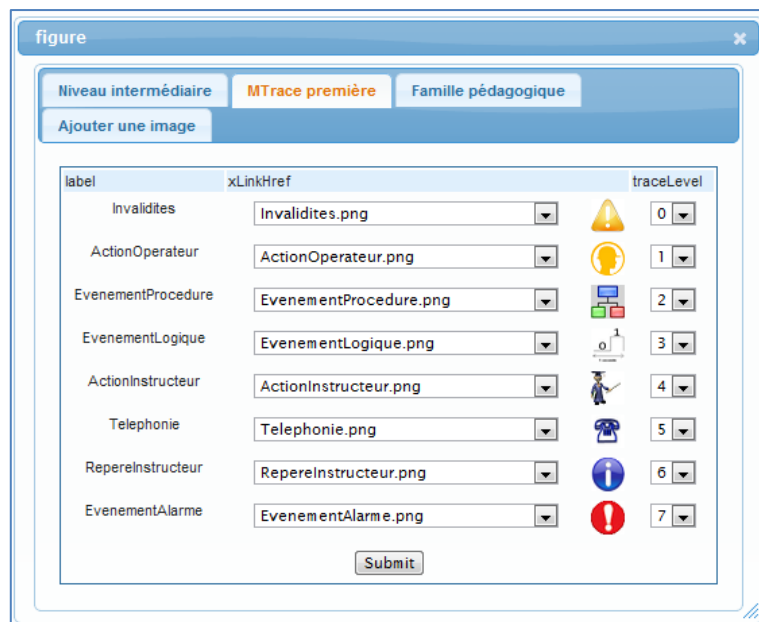 figure
Niveau intermédiaire MTrace première Famille pédagogique
Ajouter une image
label xLinkHref traceLevel
Invalidites Invalidites.png 0
ActionOperateur ActionOperateur.png 1
EvenementProcedure EvenementProcedure.png 2
EvenementLogique EvenementLogique.png 0 1 3
ActionInstructeur ActionInstructeur.png 4
Telephonie Telephonie.png 5
RepereInstructeur RepereInstructeur.png i 6
EvenementAlarme EvenementAlarme.png ! 7
Submit